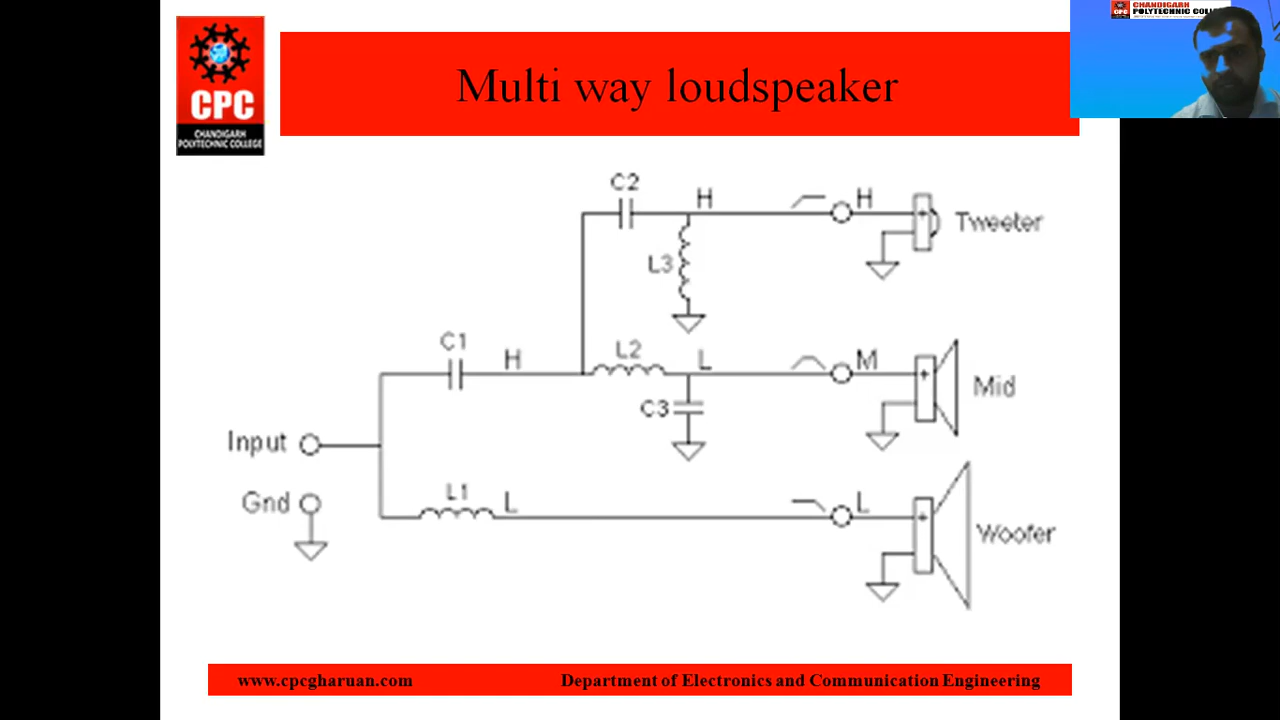 CPC
CHANDIGARH
POLYTECHNIC COLLEGE
Multi way loudspeaker
CPC
CHANDIGARH
POLYTECHNIC
C2
H
H
Tweeter
L3
C1
H
L2
L
M
Mid
C3
Input
Gnd
L1
L
L
Woofer
www.cpcgharuan.com
Department of Electronics and Communication Engineering